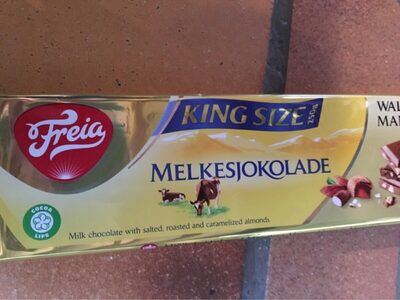 Freia
KING SIZE 250g
MELKESJOKOLADE
COCOA
LIFE
Milk chocolate with salted, roasted and caramelized almonds